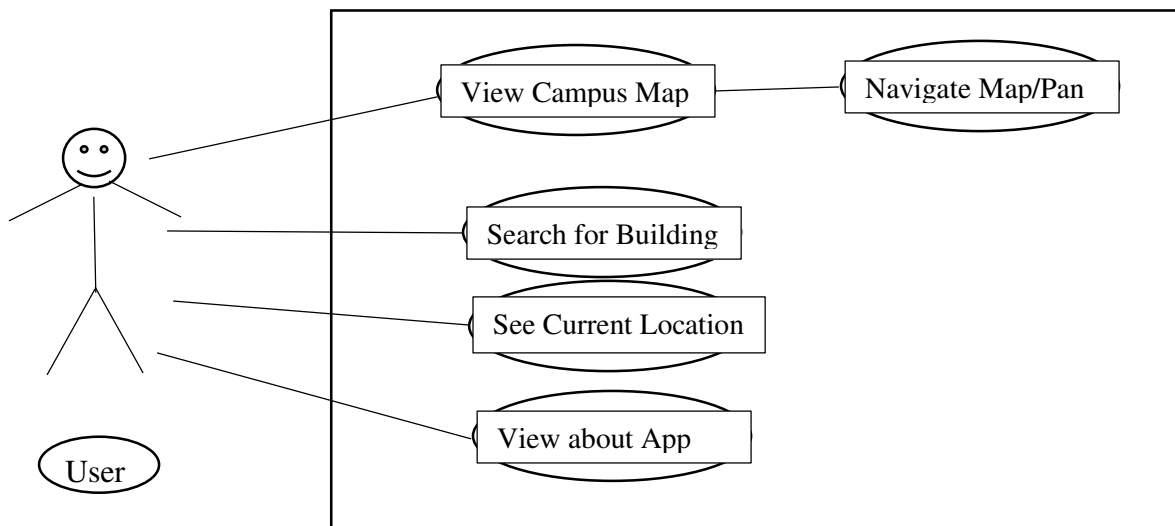 View Campus Map
Navigate Map/Pan
Search for Building
See Current Location
View about App
User